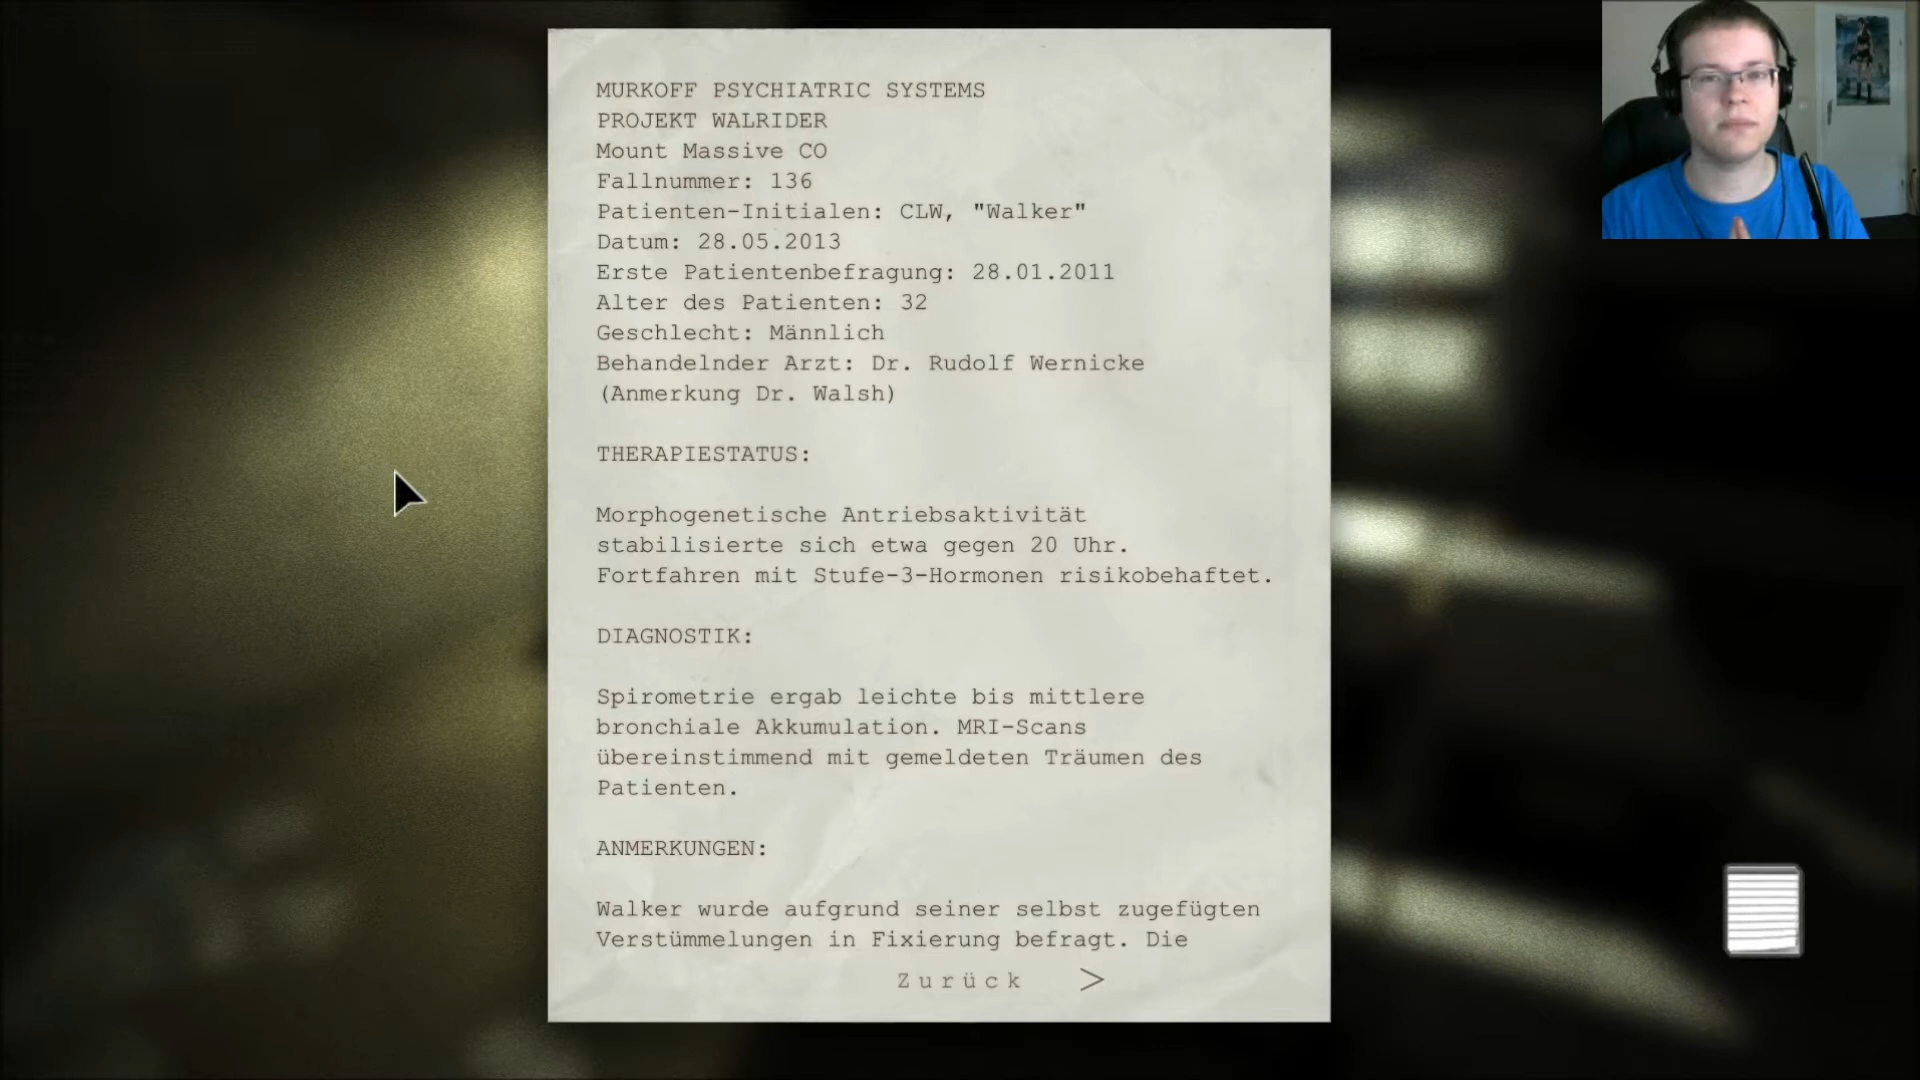 MURKOFF PSYCHIATRIC SYSTEMS
PROJEKT WALRIDER
Mount Massive CO
Fallnummer: 136
Patienten-Initialen: CLW, "Walker"
Datum: 28.05.2013
Erste Patientenbefragung: 28.01.2011
Alter des Patienten: 32
Geschlecht: Männlich
Behandelnder Arzt: Dr. Rudolf Wernicke
(Anmerkung Dr. Walsh)
THERAPIESTATUS:
Morphogenetische Antriebsaktivität
stabilisierte sich etwa gegen 20 Uhr.
Fortfahren mit Stufe-3-Hormonen risikobehaftet.
DIAGNOSTIK:
Spirometrie ergab leichte bis mittlere
bronchiale Akkumulation. MRI-Scans
übereinstimmend mit gemeldeten Träumen des
Patienten.
ANMERKUNGEN:
Walker wurde aufgrund seiner selbst zugefügten
Verstümmelungen in Fixierung befragt. Die
Zurück >